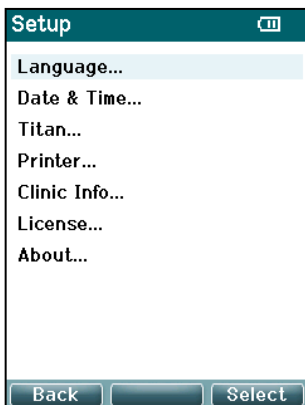 Setup
Language...
Date & Time...
Titan...
Printer...
Clinic Info...
License...
About...
Back
Select